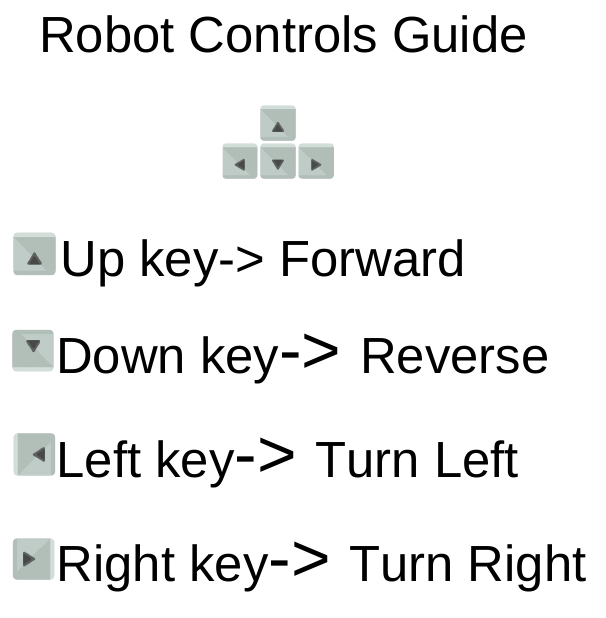 Robot Controls Guide
Up key-> Forward
Down key-> Reverse
Left key-> Turn Left
Right key-> Turn Right